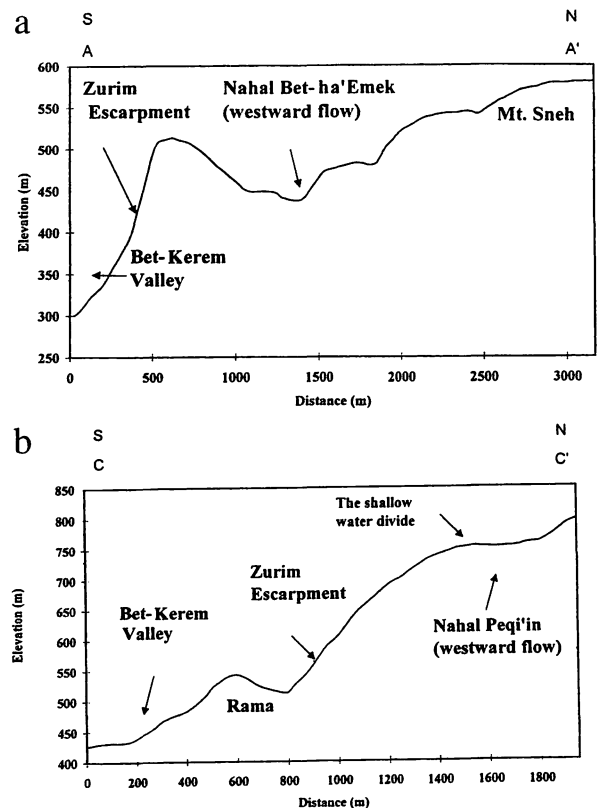 a
S
N
A
A'
600
550
500
450
400
350
300
250
Elevation (m)
Zurim
Escarpment
Nahal Bet-ha'Emek
(westward flow)
Mt. Sneh
Bet-Kerem
Valley
0
500
1000
1500
2000
2500
3000
Distance (m)
b
S
N
C
C'
850
800
750
700
650
600
550
500
450
400
Elevation (m)
The shallow
water divide
Zurim
Escarpment
Bet-Kerem
Valley
Nahal Peqi'in
(westward flow)
Rama
0
200
400
600
800
1000
1200
1400
1600
1800
Distance (m)